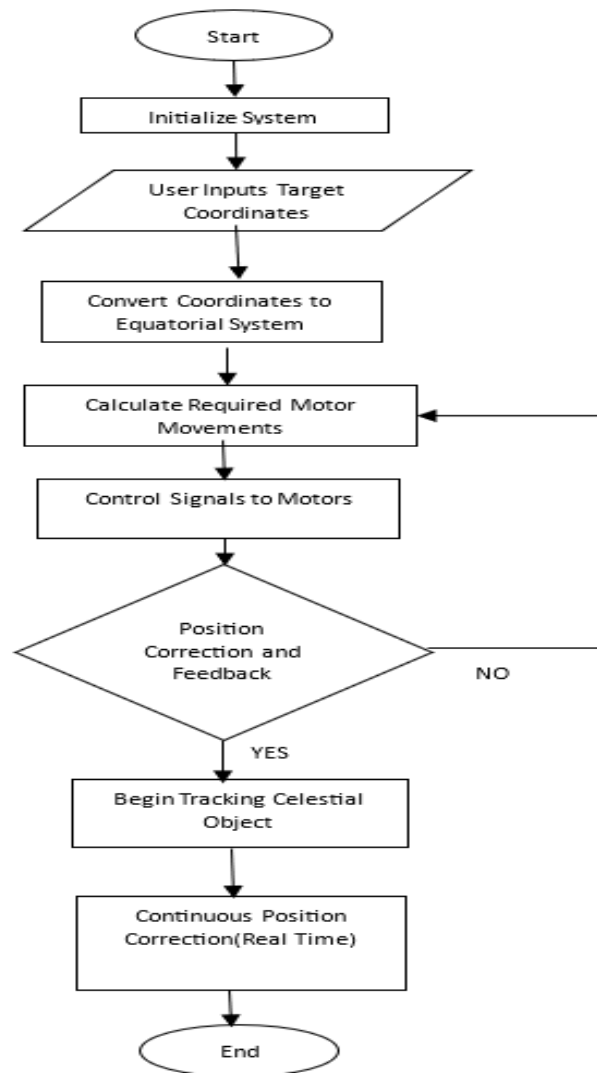 Start
Initialize System
User Inputs Target
Coordinates
Convert Coordinates to
Equatorial System
Calculate Required Motor
Movements
Control Signals to Motors
Position
Correction and
Feedback
NO
YES
Begin Tracking Celestial
Object
Continuous Position
Correction(Real Time)
End